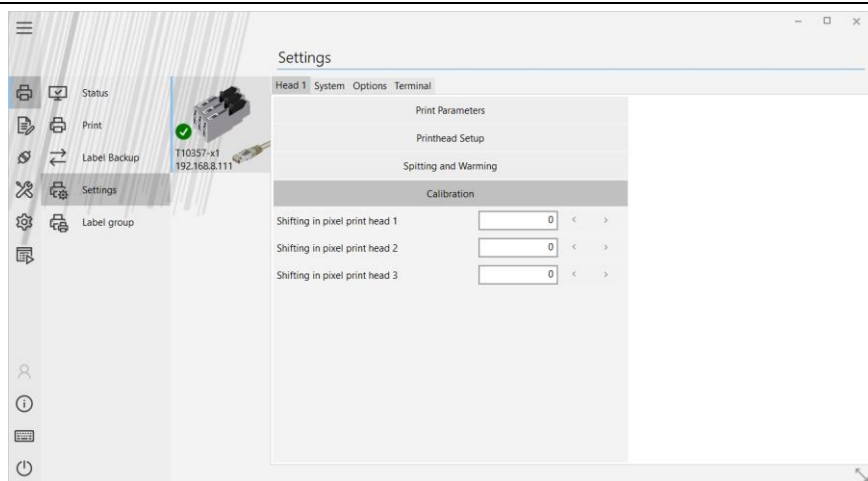 Settings
Head 1 System Options Terminal
Status
Print
Label Backup
Settings
Label group
T10357-x1
192.168.8.111
Print Parameters
Printhead Setup
Spitting and Warming
Calibration
Shifting in pixel print head 1 0
Shifting in pixel print head 2 0
Shifting in pixel print head 3 0